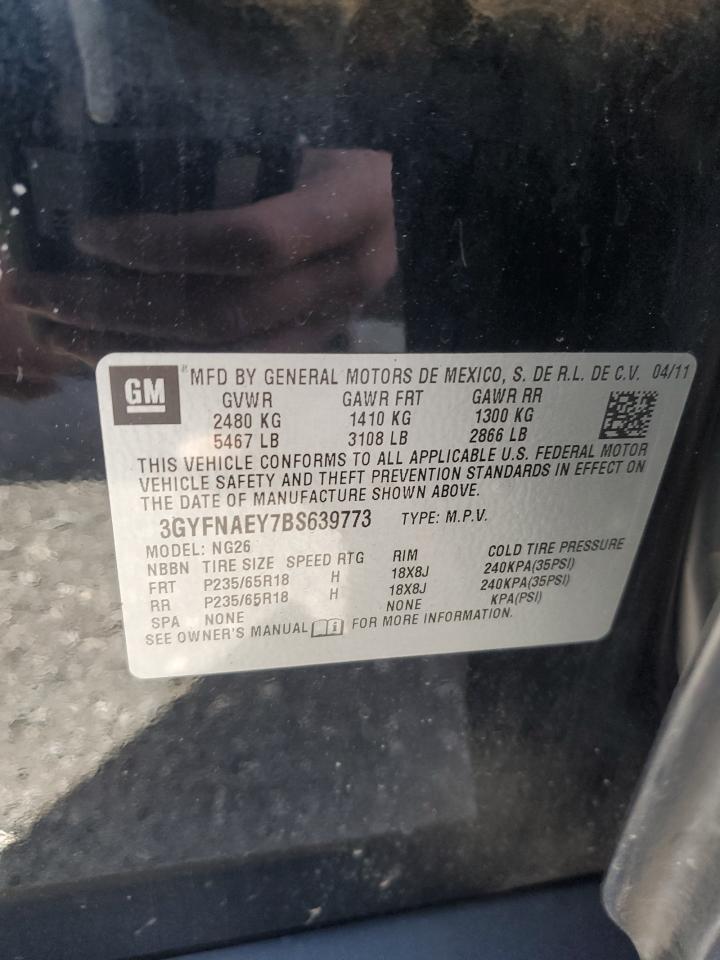 GM
MFD BY GENERAL MOTORS DE MEXICO, S. DE R.L. DE C.V. 04/11
GVWR GAWR FRT GAWR RR
2480 KG 1410 KG 1300 KG
5467 LB 3108 LB 2866 LB
THIS VEHICLE CONFORMS TO ALL APPLICABLE U.S. FEDERAL MOTOR
VEHICLE SAFETY AND THEFT PREVENTION STANDARDS IN EFFECT ON
THE DATE OF MANUFACTURE SHOWN ABOVE.
3GYFNAEY7BS639773 TYPE: M.P.V.
MODEL: NG26
NBBN TIRE SIZE SPEED RTG RIM COLD TIRE PRESSURE
FRT P235/65R18 H 18X8J 240KPA(35PSI)
RR P235/65R18 H 18X8J 240KPA(35PSI)
SPA NONE NONE KPA(PSI)
SEE OWNER'S MANUAL FOR MORE INFORMATION.